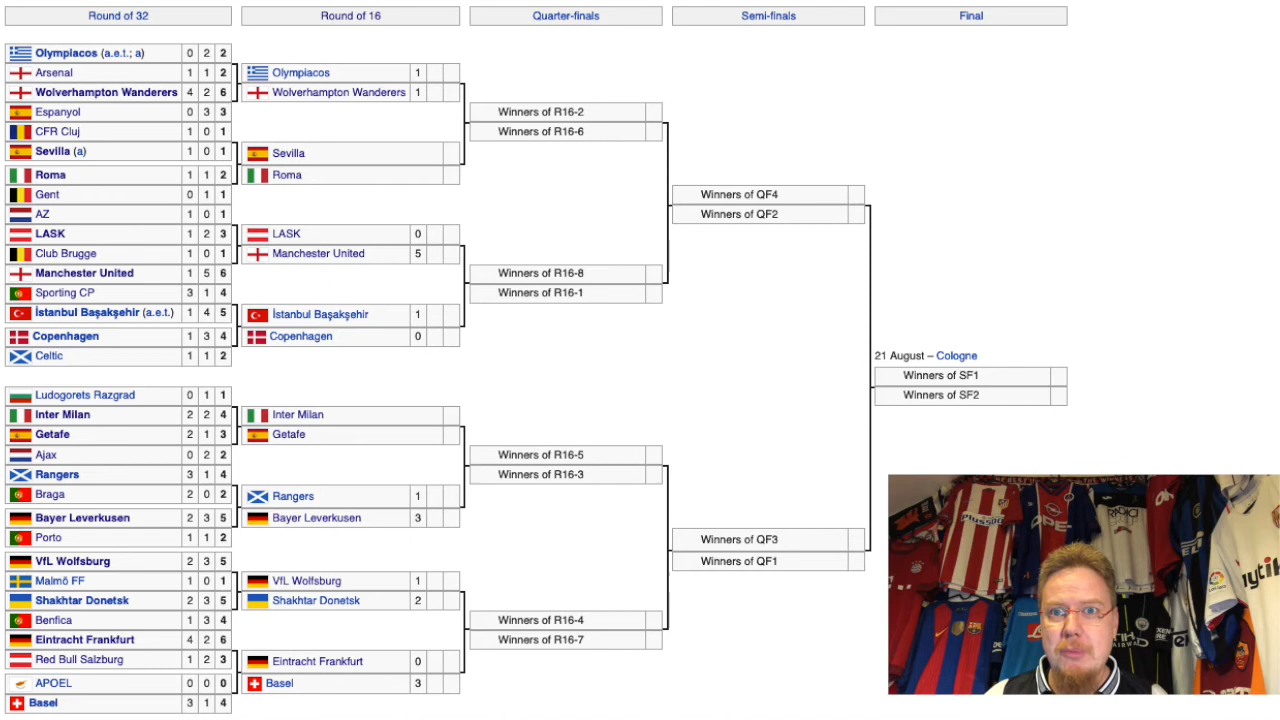 Round of 32 Round of 16 Quarter-finals Semi-finals Final
Olympiacos (a.e.t.; a) 0 2 2
Arsenal 1 1 2
Wolverhampton Wanderers 4 2 6
Espanyol 0 3 3
CFR Cluj 1 0 1
Sevilla (a) 1 0 1
Roma 1 1 2
Gent 0 1 1
AZ 1 0 1
LASK 1 2 3
Club Brugge 1 0 1
Manchester United 1 5 6
Sporting CP 3 1 4
İstanbul Başakşehir (a.e.t.) 1 4 5
Copenhagen 1 3 4
Celtic 1 1 2
Ludogorets Razgrad 0 1 1
Inter Milan 2 2 4
Getafe 2 1 3
Ajax 0 2 2
Rangers 3 1 4
Braga 2 0 2
Bayer Leverkusen 2 3 5
Porto 1 1 2
VfL Wolfsburg 2 3 5
Malmö FF 1 0 1
Shakhtar Donetsk 2 3 5
Benfica 1 3 4
Eintracht Frankfurt 4 2 6
Red Bull Salzburg 1 2 3
APOEL 0 0 0
Basel 3 1 4
Olympiacos 1
Wolverhampton Wanderers 1
Sevilla
Roma
LASK 0
Manchester United 5
İstanbul Başakşehir 1
Copenhagen 0
Inter Milan
Getafe
Rangers 1
Bayer Leverkusen 3
VfL Wolfsburg 1
Shakhtar Donetsk 2
Eintracht Frankfurt 0
Basel 3
Winners of R16-2
Winners of R16-6
Winners of R16-8
Winners of R16-1
Winners of R16-5
Winners of R16-3
Winners of R16-4
Winners of R16-7
Winners of QF4
Winners of QF2
Winners of QF3
Winners of QF1
21 August – Cologne
Winners of SF1
Winners of SF2
OPEL